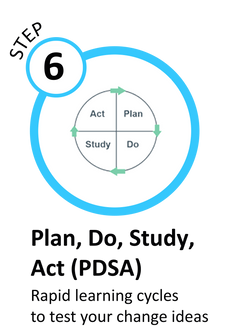 STEP
6
Act Plan
Study Do
Plan, Do, Study,
Act (PDSA)
Rapid learning cycles
to test your change ideas